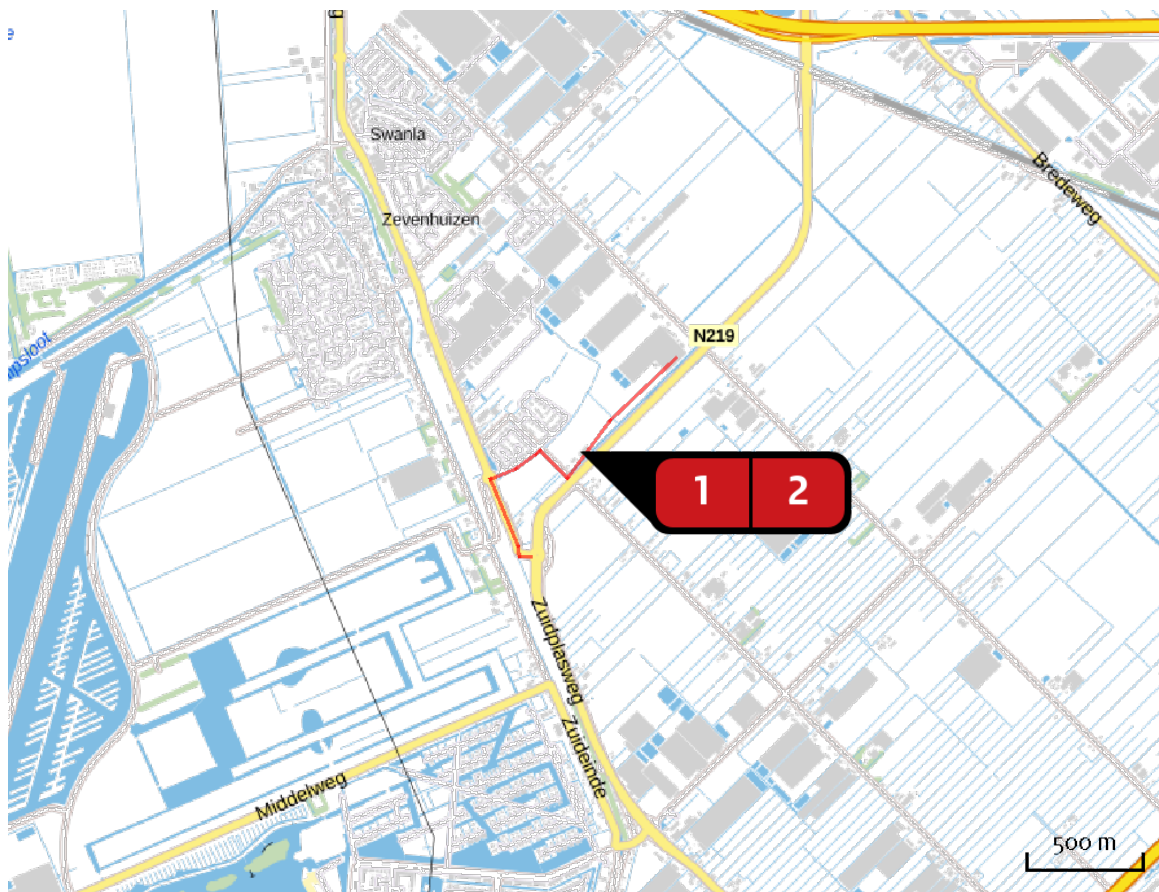 Swanla
Zevenhuizen
Bredeweg
N219
1 2
Zuidplasweg
Zuideinde
Middelweg
500 m